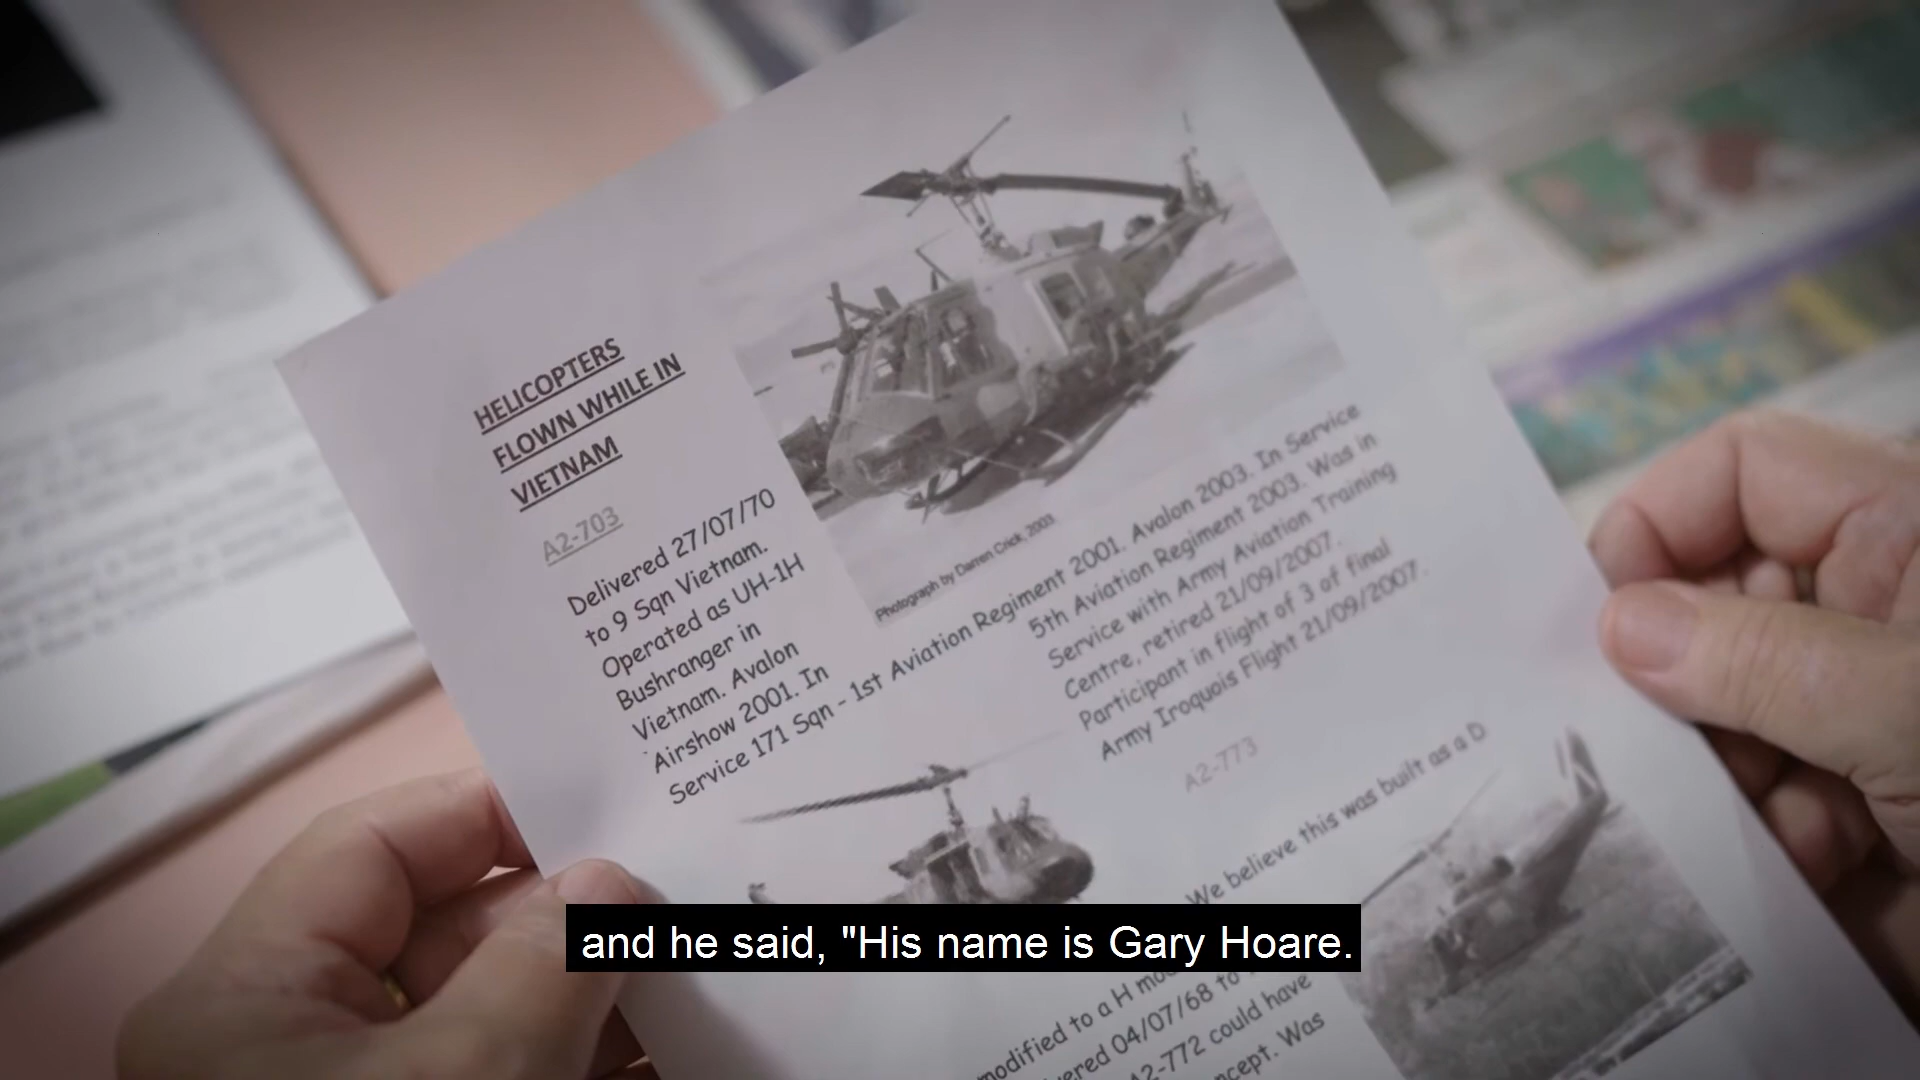 HELICOPTERS
FLOWN WHILE IN
VIETNAM
A2-703
Delivered 27/07/70
to 9 Sqn Vietnam.
Operated as UH-1H
Bushranger in
Vietnam. Avalon
Airshow 2001. In
Service 171 Sqn - 1st Aviation Regiment 2001. Avalon 2003. In Service
5th Aviation Regiment 2003. Was in
Service with Army Aviation Training
Centre, retired 21/09/2007.
Participant in flight of 3 of final
Army Iroquois Flight 21/09/2007.
Photograph by Darren Crick, 2003
A2-773
We believe this was built as a D
modified to a H
04/07/68 to
A2-772 could have
Was
and he said, "His name is Gary Hoare.